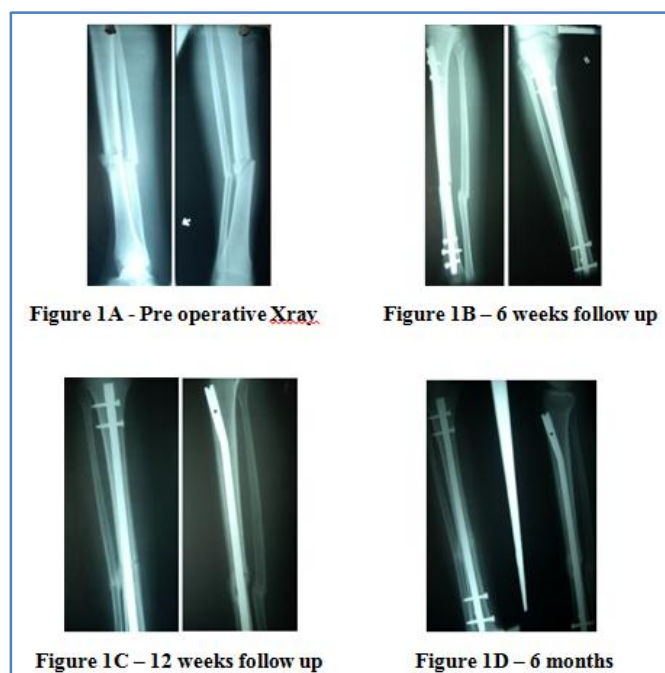 Figure 1A - Pre operative Xray
Figure 1B – 6 weeks follow up
Figure 1C – 12 weeks follow up
Figure 1D – 6 months